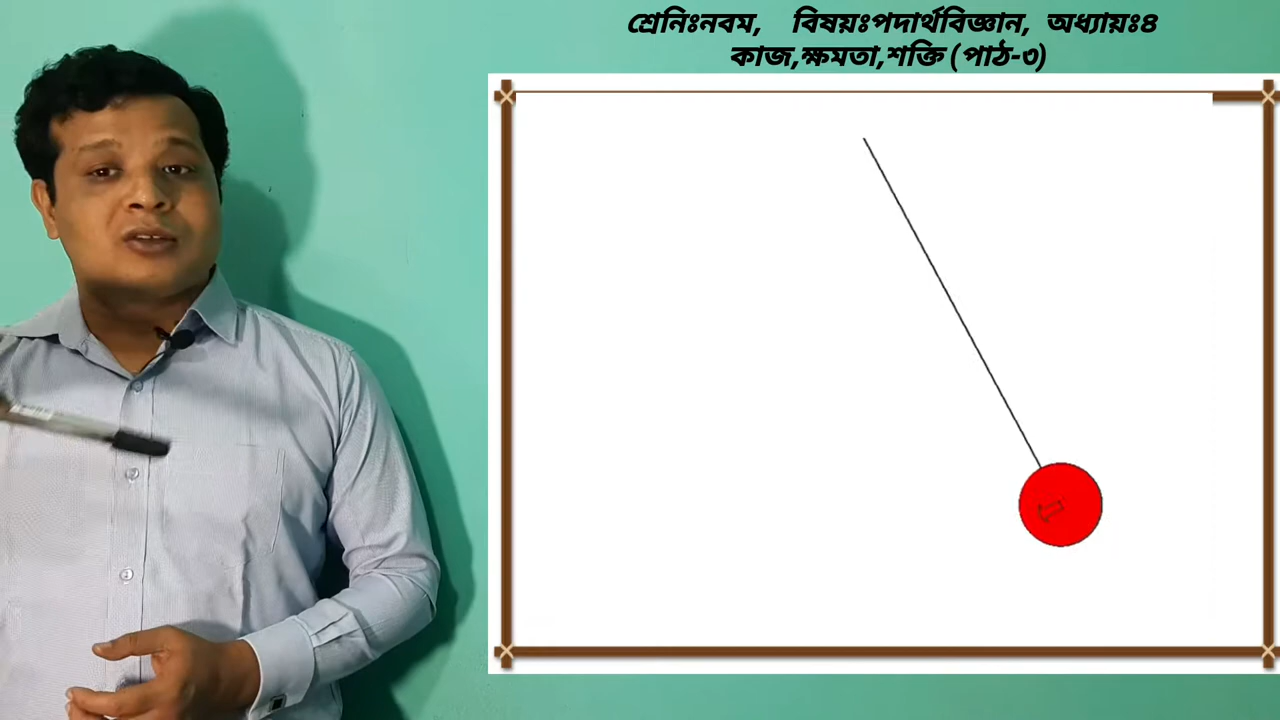 শ্রেনিঃনবম, বিষয়ঃপদার্থবিজ্ঞান, অধ্যায়ঃ৪
কাজ,ক্ষমতা,শক্তি (পাঠ-৩)